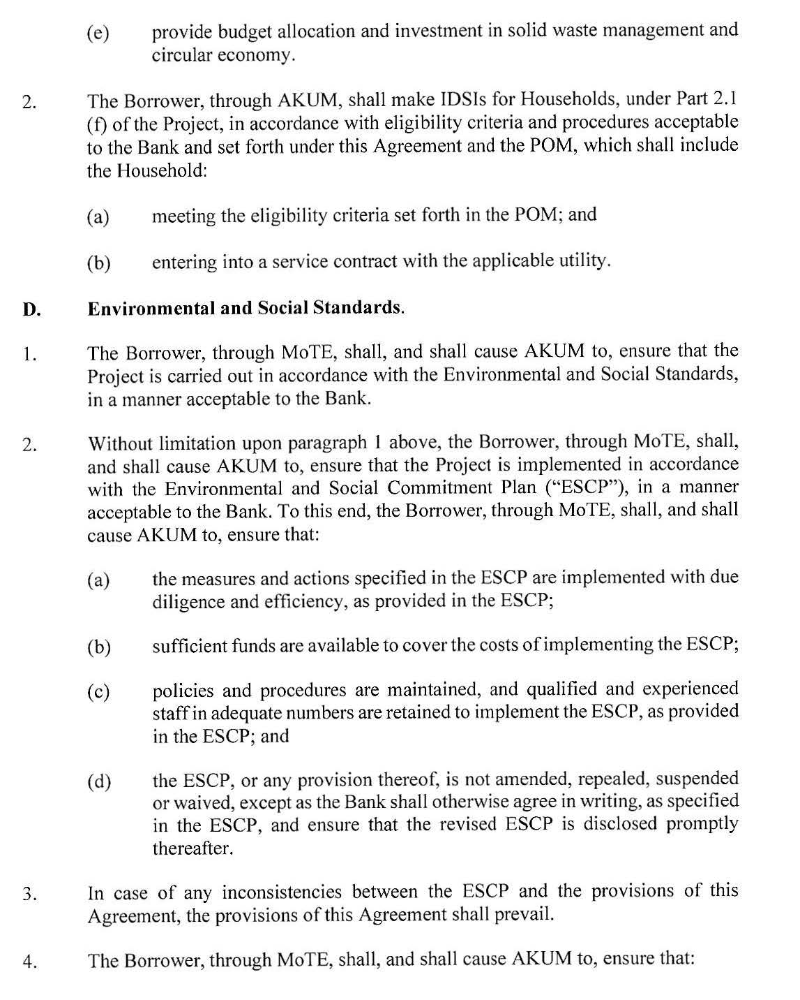 (e) provide budget allocation and investment in solid waste management and
circular economy.
2. The Borrower, through AKUM, shall make IDSIs for Households, under Part 2.1
(f) of the Project, in accordance with eligibility criteria and procedures acceptable
to the Bank and set forth under this Agreement and the POM, which shall include
the Household:
(a) meeting the eligibility criteria set forth in the POM; and
(b) entering into a service contract with the applicable utility.
D. Environmental and Social Standards.
1. The Borrower, through MoTE, shall, and shall cause AKUM to, ensure that the
Project is carried out in accordance with the Environmental and Social Standards,
in a manner acceptable to the Bank.
2. Without limitation upon paragraph 1 above, the Borrower, through MoTE, shall,
and shall cause AKUM to, ensure that the Project is implemented in accordance
with the Environmental and Social Commitment Plan (“ESCP”), in a manner
acceptable to the Bank. To this end, the Borrower, through MoTE, shall, and shall
cause AKUM to, ensure that:
(a) the measures and actions specified in the ESCP are implemented with due
diligence and efficiency, as provided in the ESCP;
(b) sufficient funds are available to cover the costs of implementing the ESCP;
(c) policies and procedures are maintained, and qualified and experienced
staff in adequate numbers are retained to implement the ESCP, as provided
in the ESCP; and
(d) the ESCP, or any provision thereof, is not amended, repealed, suspended
or waived, except as the Bank shall otherwise agree in writing, as specified
in the ESCP, and ensure that the revised ESCP is disclosed promptly
thereafter.
3. In case of any inconsistencies between the ESCP and the provisions of this
Agreement, the provisions of this Agreement shall prevail.
4. The Borrower, through MoTE, shall, and shall cause AKUM to, ensure that: